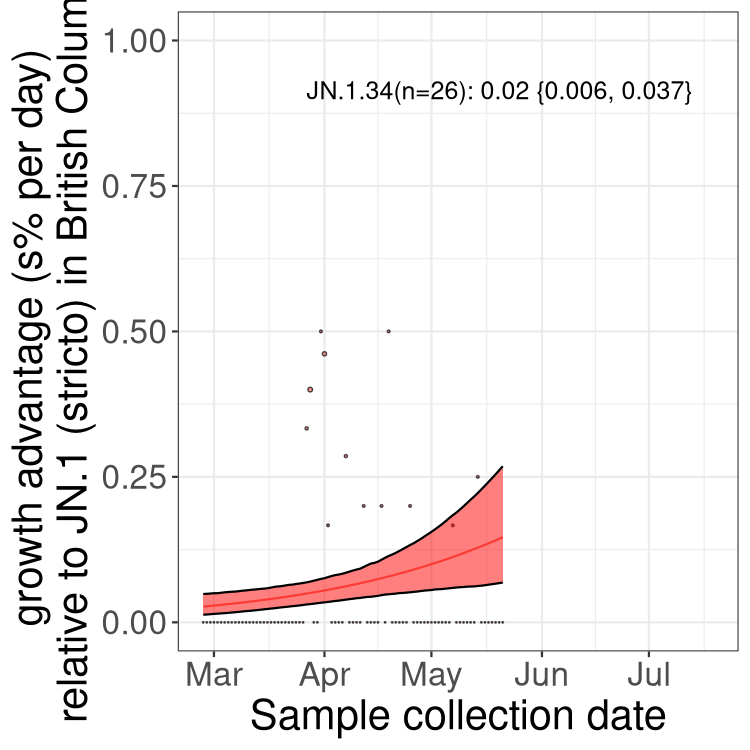 growth advantage (s% per day)
relative to JN.1 (stricto) in British Colum
1.00
0.75
0.50
0.25
0.00
JN.1.34(n=26): 0.02 {0.006, 0.037}
Mar Apr May Jun Jul
Sample collection date